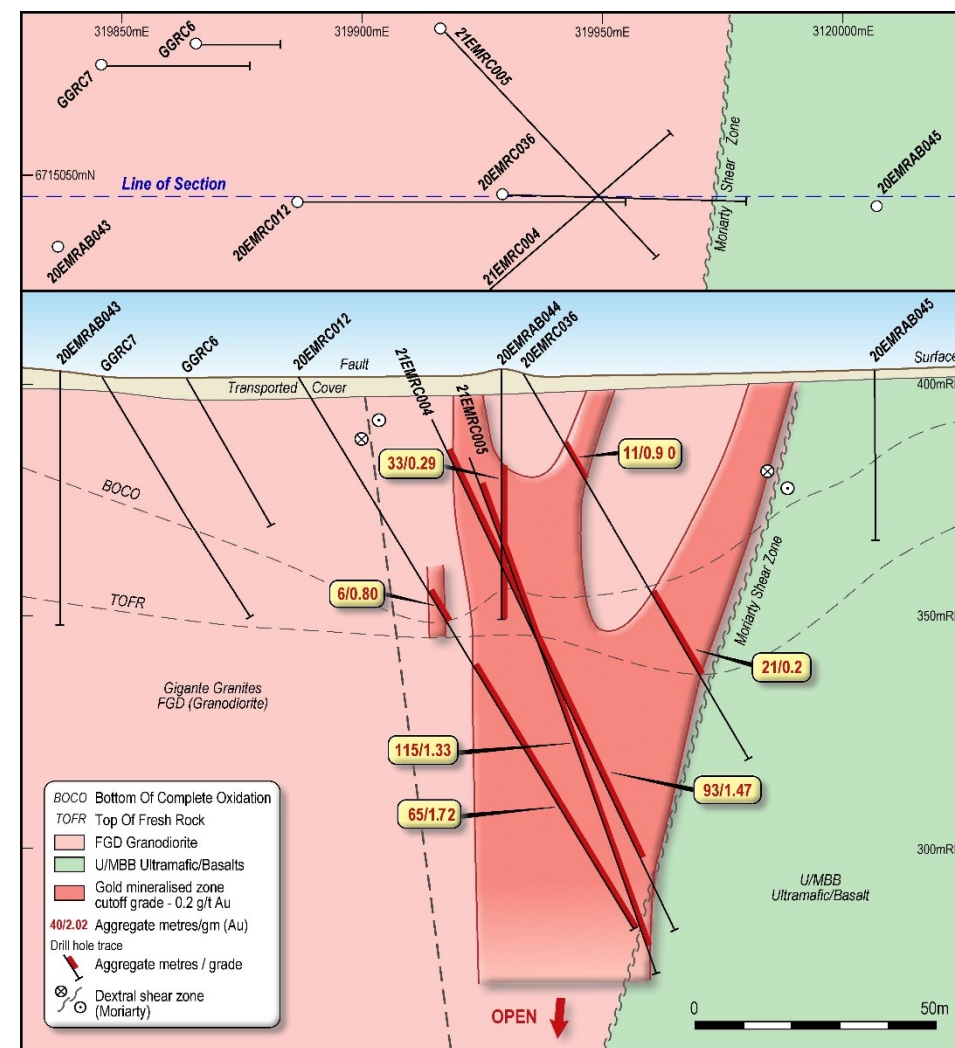 319850mE
319900mE
319950mE
3120000mE
GGRC6
GGRC7
21EMRC005
20EMRC036
Moriarty Shear Zone
20EMRAB045
6715050mN
Line of Section
20EMRC012
20EMRAB043
21EMRC004
20EMRAB043
GGRC7
GGRC6
20EMRC012
Fault
21EMRC004
21EMRC005
20EMRAB044
20EMRC036
20EMRAB045
Surface
Transported Cover
400mRL
33/0.29
11/0.9 0
BOCO
TOFR
6/0.80
Moriarty Shear Zone
350mRL
21/0.2
Gigante Granites
FGD (Granodiorite)
115/1.33
93/1.47
65/1.72
300mRL
U/MBB
Ultramafic/Basalt
BOCO Bottom Of Complete Oxidation
TOFR Top Of Fresh Rock
FGD Granodiorite
U/MBB Ultramafic/Basalts
Gold mineralised zone
cutoff grade - 0.2 g/t Au
40/2.02 Aggregate metres/gm (Au)
Drill hole trace
Aggregate metres / grade
Dextral shear zone
(Moriarty)
OPEN
0
50m